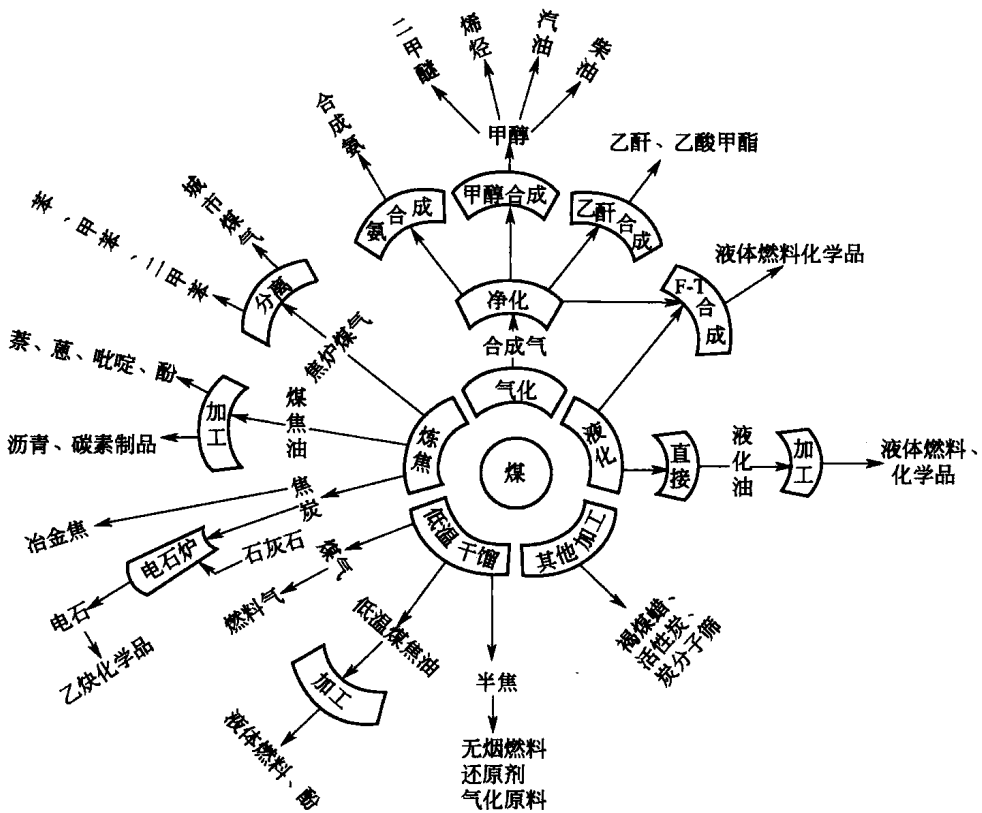 二甲醚
烯烃
汽油
柴油
甲醇
合成氨
乙酐、乙酸甲酯
城市煤气
苯、甲苯、二甲苯
氨合成
甲醇合成
乙酐合成
液体燃料化学品
分离
净化
F-T合成
焦炉煤气
合成气
萘、蒽、吡啶、酚
加工
煤焦油
气化
沥青、碳素制品
炼焦
煤
液化
直接
液化油
加工
液体燃料、
化学品
焦炭
冶金焦
电石炉
石灰石
煤气
低温干馏
其他加工
燃料气
电石
乙炔化学品
低温煤焦油
褐煤蜡、
活性炭、
炭分子筛
加工
半焦
液体燃料、酚
无烟燃料
还原剂
气化原料